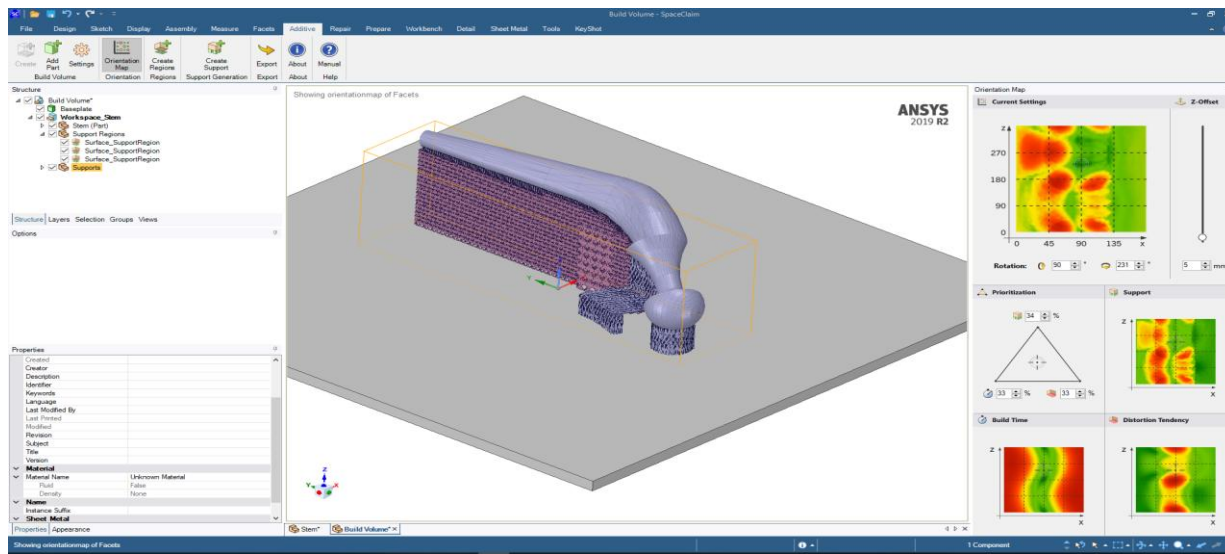 Build Volume - SpaceClaim
File Design Sketch Display Assembly Measure Facets Additive Repair Prepare Workbench Detail Sheet Metal Tools KeyShot
Create Add Part Settings Orientation Map Create Regions Create Support Export About Manual
Build Volume Orientation Regions Support Generation Export About Help
Structure
Build Volume*
Baseplate
Workspace_Stem
Stem (Part)
Support Regions
Surface_SupportRegion
Surface_SupportRegion
Surface_SupportRegion
Supports
Structure Layers Selection Groups Views
Options
Properties
Created
Creator
Description
Identifier
Keywords
Language
Last Modified By
Last Printed
Modified
Revision
Subject
Title
Version
Material
Material Name Unknown Material
Fluid False
Density None
Name
Instance Suffix
Sheet Metal
Properties Appearance
Showing orientationmap of Facets
ANSYS
2019 R2
Z
Y
X
Stem* Build Volume*
Orientation Map
Current Settings
Z-Offset
Z
270
180
90
0
0 45 90 135 X
Rotation: 90 ° 231 °
5 mm
Prioritization
34 %
33 % 33 %
Support
Z
X
Build Time
Z
X
Distortion Tendency
Z
X
Showing orientationmap of Facets
1 Component